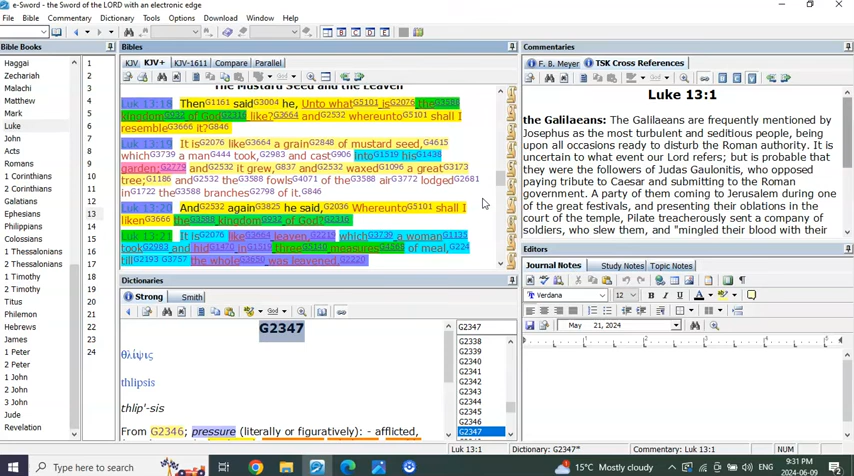 e-Sword - the Sword of the LORD with an electronic edge
File Bible Commentary Dictionary Tools Options Download Window Help
1 B C D E
Bible Books
Haggai
Zechariah
Malachi
Matthew
Mark
Luke
John
Acts
Romans
1 Corinthians
2 Corinthians
Galatians
Ephesians
Philippians
Colossians
1 Thessalonians
2 Thessalonians
1 Timothy
2 Timothy
Titus
Philemon
Hebrews
James
1 Peter
2 Peter
1 John
2 John
3 John
Jude
Revelation
1
2
3
4
5
6
7
8
9
10
11
12
13
14
15
16
17
18
19
20
21
22
23
24
Bibles
KJV KJV+ KJV-1611 Compare Parallel
The Mustard Seed and the Leaven
Luk 13:18 Then G1161 said G3004 he, Unto what G5101 is G2076 the G3588
kingdom G932 of God G2316 like? G3664 and G2532 whereunto G5101 shall I
resemble G3666 it? G846
Luk 13:19 It is G2076 like G3664 a grain G2848 of mustard seed, G4615
which G3739 a man G444 took, G2983 and cast G906 into G1519 his G1438
garden; G2779 and G2532 it grew, G837 and G2532 waxed G1096 a great G3173
tree; G1186 and G2532 the G3588 fowls G4071 of the G3588 air G3772 lodged G2681
in G1722 the G3588 branches G2798 of it. G846
Luk 13:20 And G2532 again G3825 he said, G2036 Whereunto G5101 shall I
liken G3666 the G3588 kingdom G932 of God? G2316
Luk 13:21 It is G2076 like G3664 leaven, G2219 which G3739 a woman G1135
took G2983 and hid G1470 in G1519 three G5140 measures G4568 of meal, G224
till G2193 G3757 the whole G3650 was leavened. G2220
Dictionaries
Strong Smith
G2347
θλίψις
thlipsis
thlip'-sis
From G2346; pressure (literally or figuratively): - afflicted,
G2347
G2338
G2339
G2340
G2341
G2342
G2343
G2344
G2345
G2346
G2347
Commentaries
F. B. Meyer TSK Cross References
Luke 13:1
the Galilaeans: The Galilaeans are frequently mentioned by
Josephus as the most turbulent and seditious people, being
upon all occasions ready to disturb the Roman authority. It is
uncertain to what event our Lord refers; but is probable that
they were the followers of Judas Gaulonitis, who opposed
paying tribute to Caesar and submitting to the Roman
government. A party of them coming to Jerusalem during one
of the great festivals, and presenting their oblations in the
court of the temple, Pilate treacherously sent a company of
soldiers, who slew them, and "mingled their blood with their
Editors
Journal Notes Study Notes Topic Notes
Verdana 12 B I U A
May 21, 2024
1 2 3 4 5
Luk 13:1 Dictionary: G2347* Commentary: Luk 13:1 NUM
Type here to search
15°C Mostly cloudy ENG 9:31 PM
2024-06-09